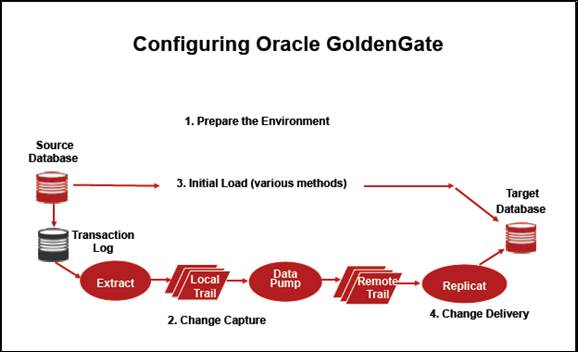 Configuring Oracle GoldenGate
1. Prepare the Environment
Source
Database
3. Initial Load (various methods)
Target
Database
Transaction
Log
Extract
Local
Trail
Data
Pump
Remote
Trail
Replicat
2. Change Capture
4. Change Delivery